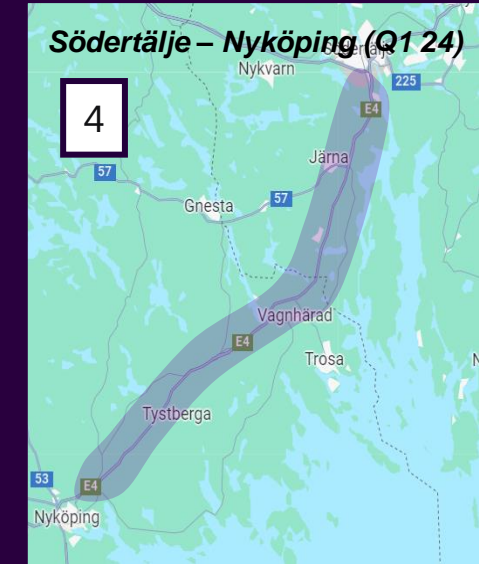 Södertälje – Nyköping (Q1 24)
Nykvarn
225
4
E4
Järna
57
57
Gnesta
Vagnhärad
E4
Trosa
Tystberga
53
E4
Nyköping